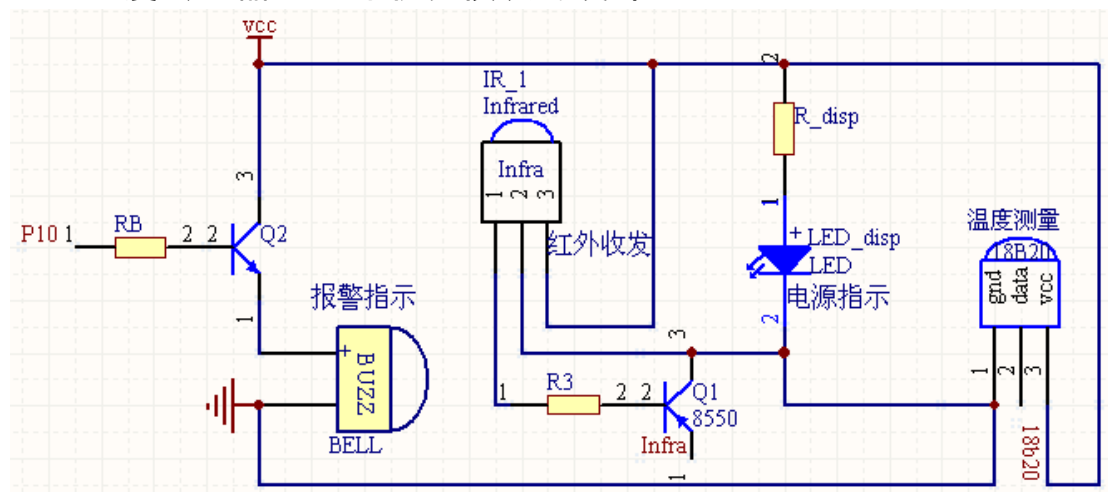 vcc
IR_1
Infrared
Infra
1 2 3
红外收发
2
R_disp
1
+
LED_disp
LED
电源指示
2
温度测量
18B20
gnd
data
vcc
1
2
3
18b20
P10 1
RB
2 2
3
Q2
1
报警指示
+
BUZZ
BELL
1
R3
2 2
3
Q1
8550
Infra
1